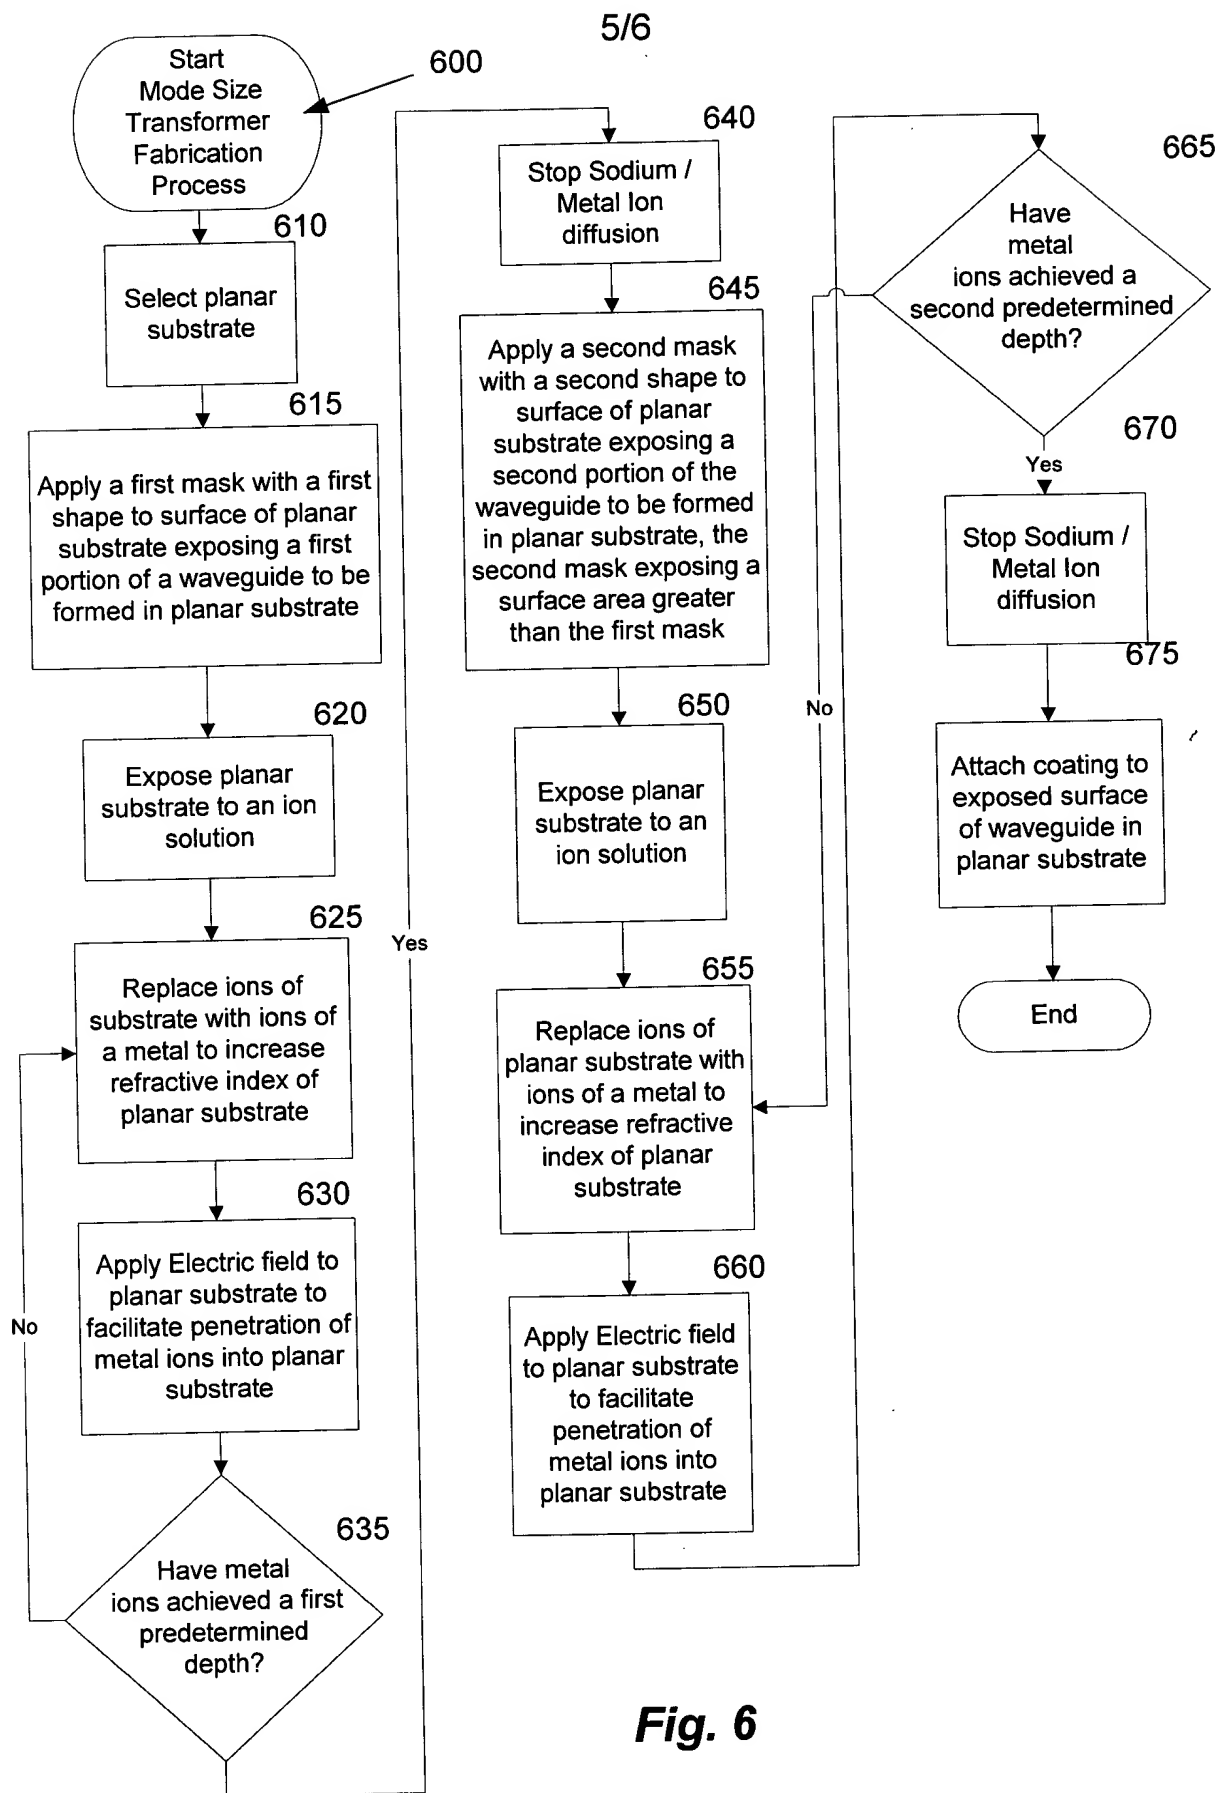 5/6
Start
Mode Size
Transformer
Fabrication
Process
600
610
Select planar
substrate
615
Apply a first mask with a first
shape to surface of planar
substrate exposing a first
portion of a waveguide to be
formed in planar substrate
620
Expose planar
substrate to an ion
solution
625
Replace ions of
substrate with ions of
a metal to increase
refractive index of
planar substrate
630
Apply Electric field to
planar substrate to
facilitate penetration of
metal ions into planar
substrate
No
635
Have metal
ions achieved a first
predetermined
depth?
Yes
640
Stop Sodium /
Metal Ion
diffusion
645
Apply a second mask
with a second shape to
surface of planar
substrate exposing a
second portion of the
waveguide to be formed
in planar substrate, the
second mask exposing a
surface area greater
than the first mask
650
Expose planar
substrate to an
ion solution
655
Replace ions of
planar substrate with
ions of a metal to
increase refractive
index of planar
substrate
660
Apply Electric field
to planar substrate
to facilitate
penetration of
metal ions into
planar substrate
665
Have
metal
ions achieved a
second predetermined
depth?
No
670
Yes
Stop Sodium /
Metal Ion
diffusion
675
Attach coating to
exposed surface
of waveguide in
planar substrate
End
Fig. 6